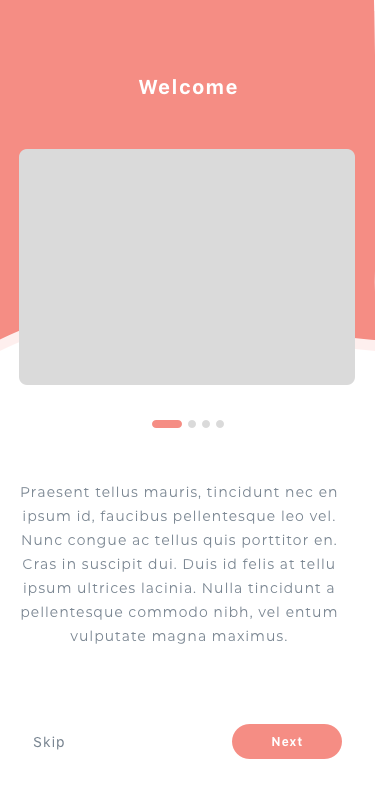 Welcome
Praesent tellus mauris, tincidunt nec en
ipsum id, faucibus pellentesque leo vel.
Nunc congue ac tellus quis porttitor en.
Cras in suscipit dui. Duis id felis at tellu
ipsum ultrices lacinia. Nulla tincidunt a
pellentesque commodo nibh, vel entum
vulputate magna maximus.
Skip
Next